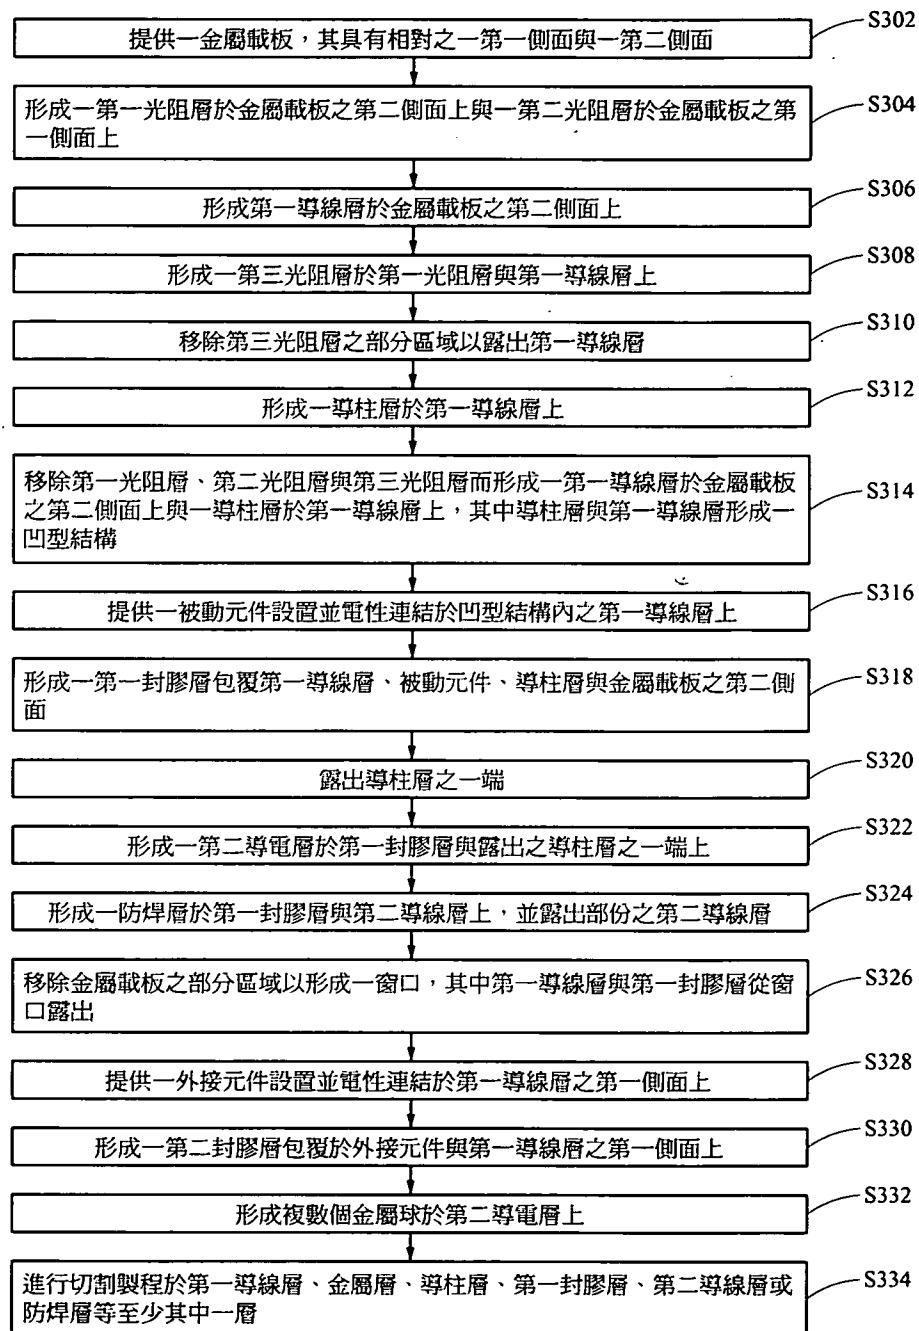 提供一金屬載板，其具有相對之一第一側面與一第二側面
S302
形成一第一光阻層於金屬載板之第二側面上與一第二光阻層於金屬載板之第
一側面上
S304
形成第一導線層於金屬載板之第二側面上
S306
形成一第三光阻層於第一光阻層與第一導線層上
S308
移除第三光阻層之部分區域以露出第一導線層
S310
形成一導柱層於第一導線層上
S312
移除第一光阻層、第二光阻層與第三光阻層而形成一第一導線層於金屬載板
之第二側面上與一導柱層於第一導線層上，其中導柱層與第一導線層形成一
凹型結構
S314
提供一被動元件設置並電性連結於凹型結構內之第一導線層上
S316
形成一第一封膠層包覆第一導線層、被動元件、導柱層與金屬載板之第二側
面
S318
露出導柱層之一端
S320
形成一第二導電層於第一封膠層與露出之導柱層之一端上
S322
形成一防焊層於第一封膠層與第二導線層上，並露出部份之第二導線層
S324
移除金屬載板之部分區域以形成一窗口，其中第一導線層與第一封膠層從窗
口露出
S326
提供一外接元件設置並電性連結於第一導線層之第一側面上
S328
形成一第二封膠層包覆於外接元件與第一導線層之第一側面上
S330
形成複數個金屬球於第二導電層上
S332
進行切割製程於第一導線層、金屬層、導柱層、第一封膠層、第二導線層或
防焊層等至少其中一層
S334